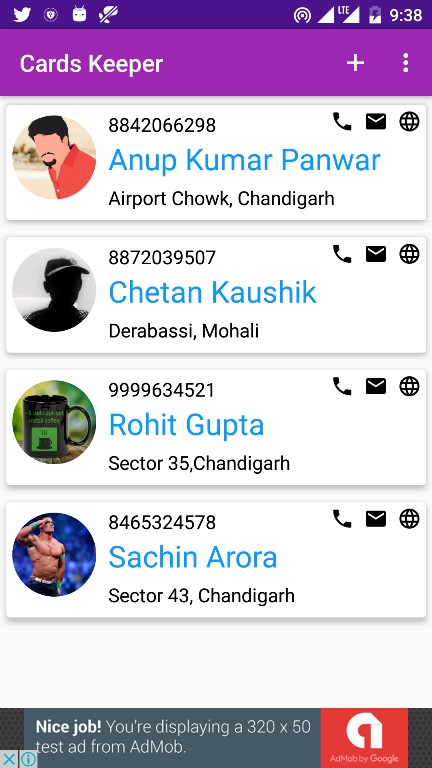 LTE 9:38
Cards Keeper
8842066298
Anup Kumar Panwar
Airport Chowk, Chandigarh
8872039507
Chetan Kaushik
Derabassi, Mohali
9999634521
Rohit Gupta
Sector 35,Chandigarh
8465324578
Sachin Arora
Sector 43, Chandigarh
Nice job! You're displaying a 320 x 50
test ad from AdMob.
AdMob by Google